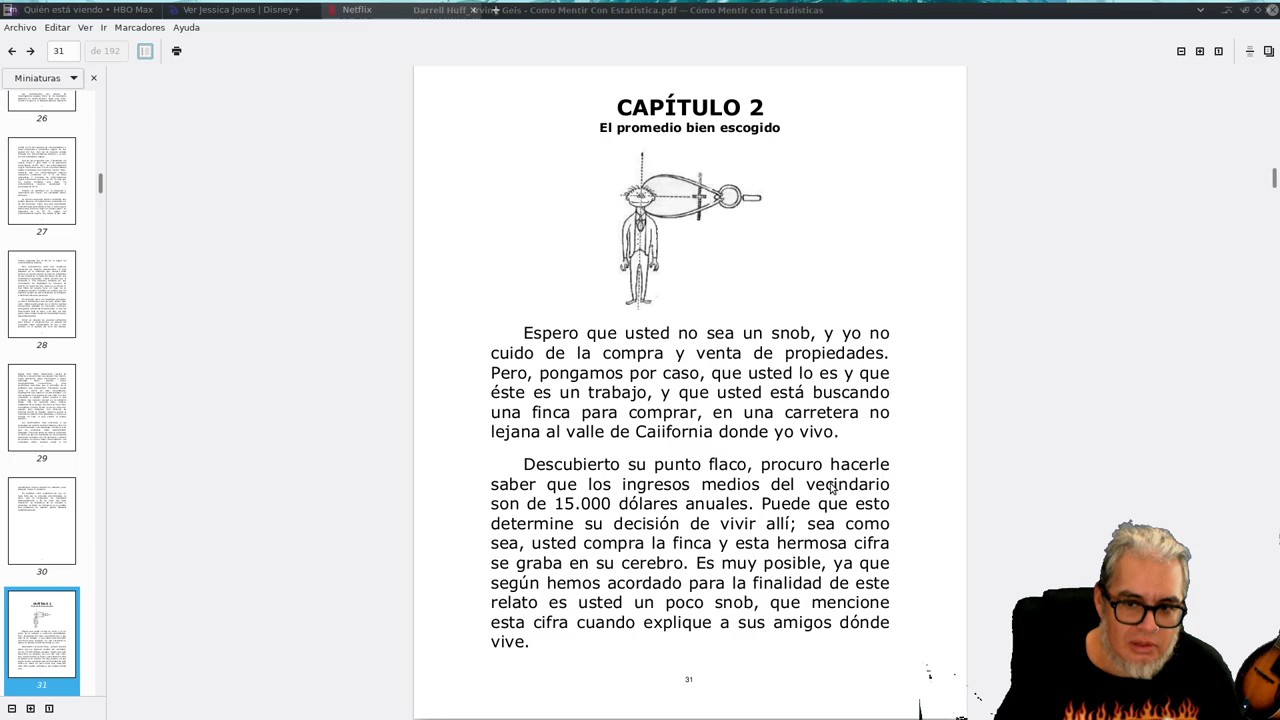 Quién está viendo • HBO Max
Ver Jessica Jones | Disney+
Netflix
Darrell Huff, Irving Geis - Como Mentir Con Estatistica.pdf — Cómo Mentir con Estadísticas
Archivo Editar Ver Ir Marcadores Ayuda
31 de 192
Miniaturas
26
27
28
29
30
31
CAPÍTULO 2
El promedio bien escogido
Espero que usted no sea un snob, y yo no
cuido de la compra y venta de propiedades.
Pero, pongamos por caso, que usted lo es y que
éste es un trabajo, y que usted está buscando
una finca para comprar, en una carretera no
lejana al valle de Caiifornia donde yo vivo.
Descubierto su punto flaco, procuro hacerle
saber que los ingresos medios del vecindario
son de 15.000 dólares anuales. Puede que esto
determine su decisión de vivir allí; sea como
sea, usted compra la finca y esta hermosa cifra
se graba en su cerebro. Es muy posible, ya que
según hemos acordado para la finalidad de este
relato es usted un poco snob, que mencione
esta cifra cuando explique a sus amigos dónde
vive.
31